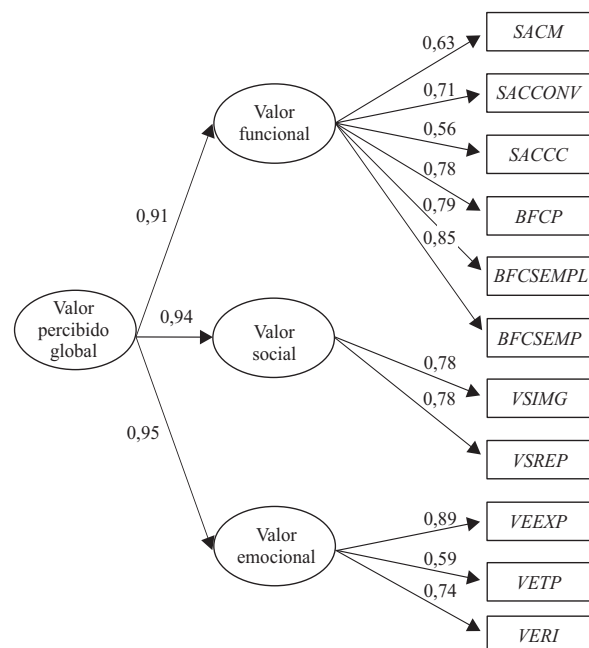 SACM
0,63
SACCONV
Valor
funcional
0,71
0,56
SACCC
0,78
BFCP
0,79
0,91
0,85
BFCSEMPL
Valor
percibido
global
0,94
Valor
social
BFCSEMP
0,78
VSIMG
0,78
0,95
VSREP
VEEXP
0,89
Valor
emocional
0,59
VETP
0,74
VERI